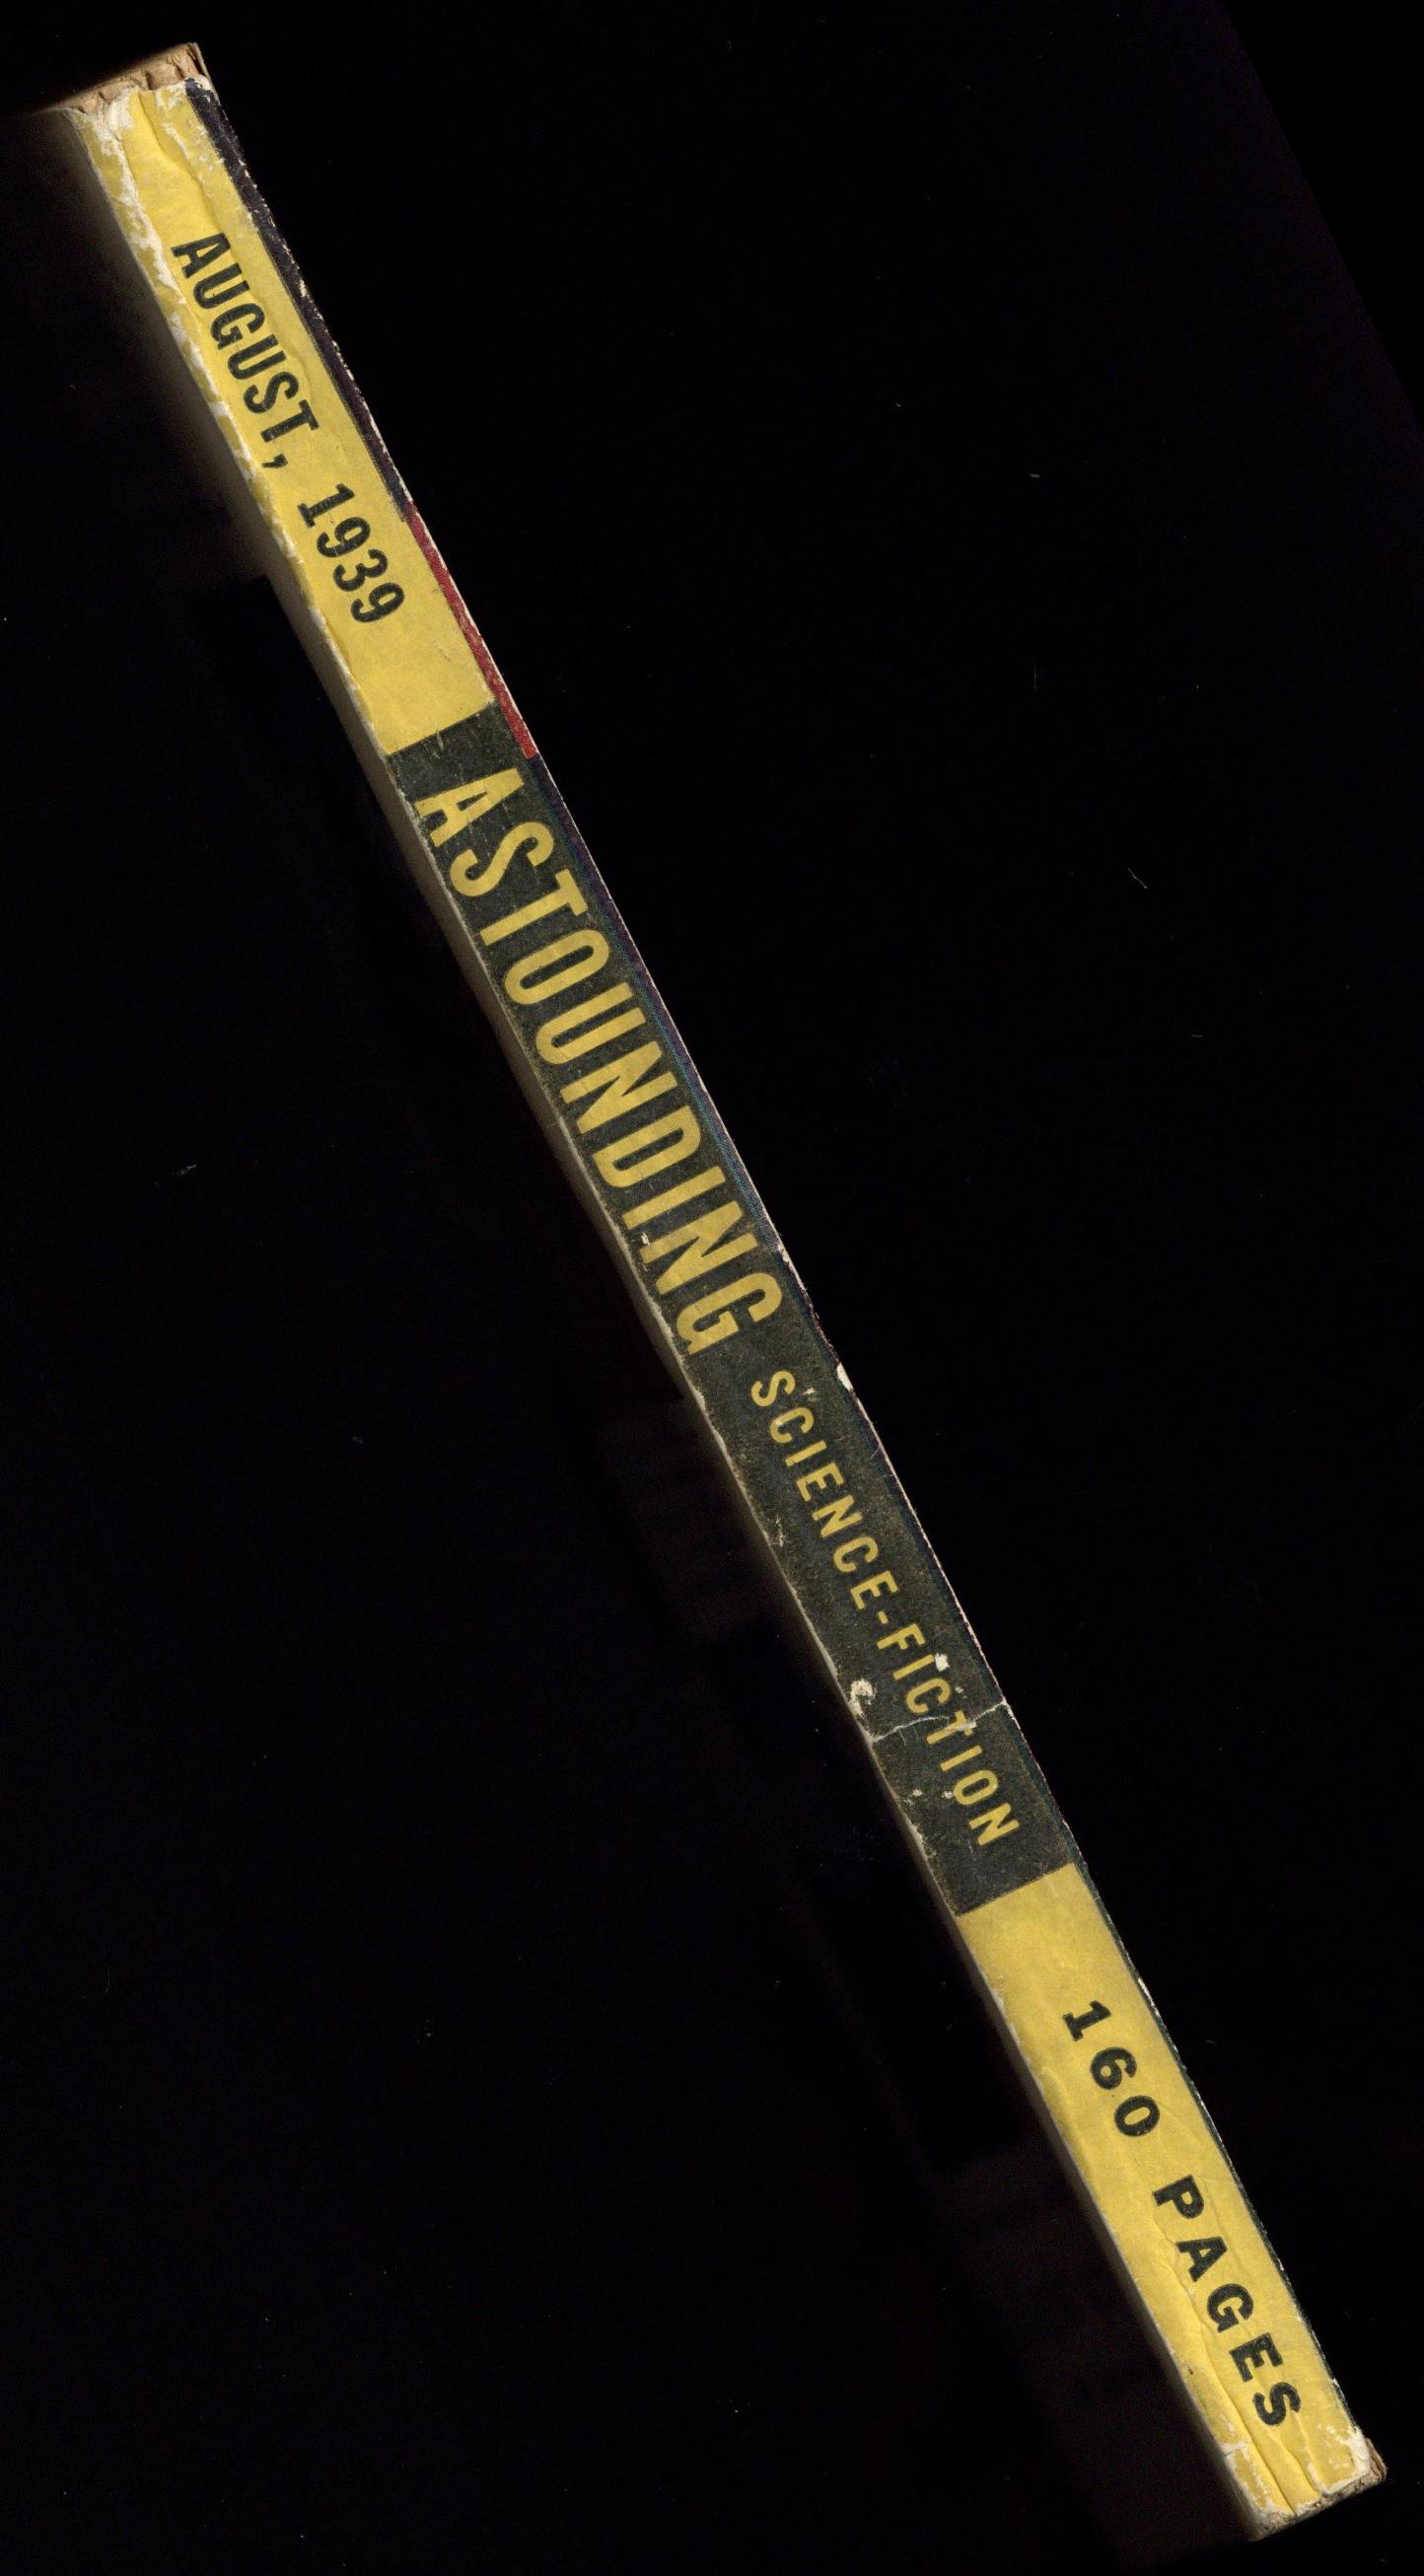 AUGUST, 1939
ASTOUNDING SCIENCE-FICTION
160 PAGES